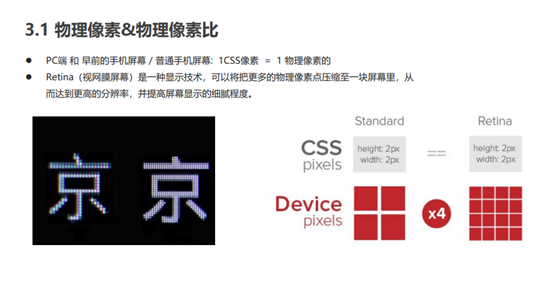 3.1 物理像素&物理像素比
● PC端 和 早前的手机屏幕 / 普通手机屏幕: 1CSS像素 = 1 物理像素的
● Retina（视网膜屏幕）是一种显示技术，可以将把更多的物理像素点压缩至一块屏幕里，从
而达到更高的分辨率，并提高屏幕显示的细腻程度。
京 京
Standard Retina
CSS
pixels
height: 2px
width: 2px
==
height: 2px
width: 2px
Device
pixels
x4